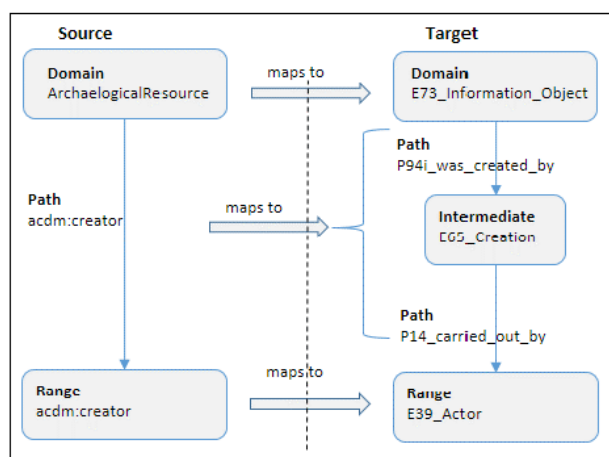 Source
Target
Domain
ArchaelogicalResource
maps to
Domain
E73_Information_Object
Path
P94i_was_created_by
Path
acdm:creator
maps to
Intermediate
E65_Creation
Path
P14_carried_out_by
Range
acdm:creator
maps to
Range
E39_Actor